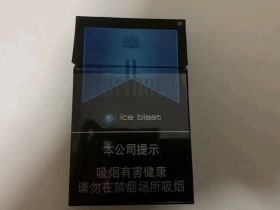 Marlboro
ice blast
本公司提示
吸烟有害健康
请勿在禁烟场所吸烟